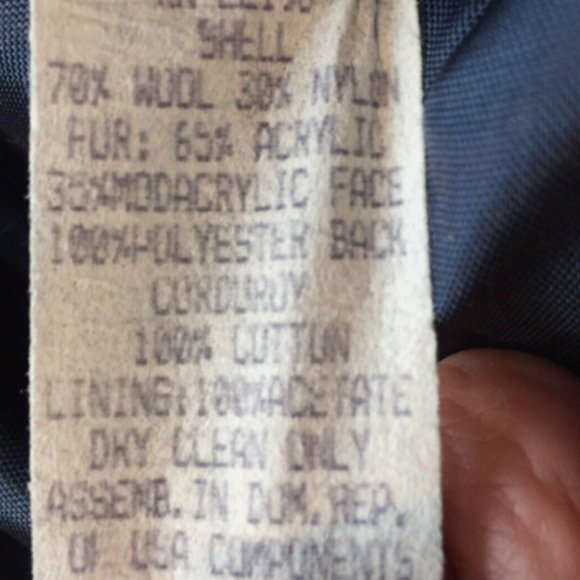 SHELL
70% WOOL 30% NYLON
FUR: 65% ACRYLIC
35%MODACRYLIC FACE
100%POLYESTER BACK
CORDUROY
100% COTTON
LINING:100%ACETATE
DRY CLEAN ONLY
ASSEMB.IN DOM.REP.
OF USA COMPONENTS